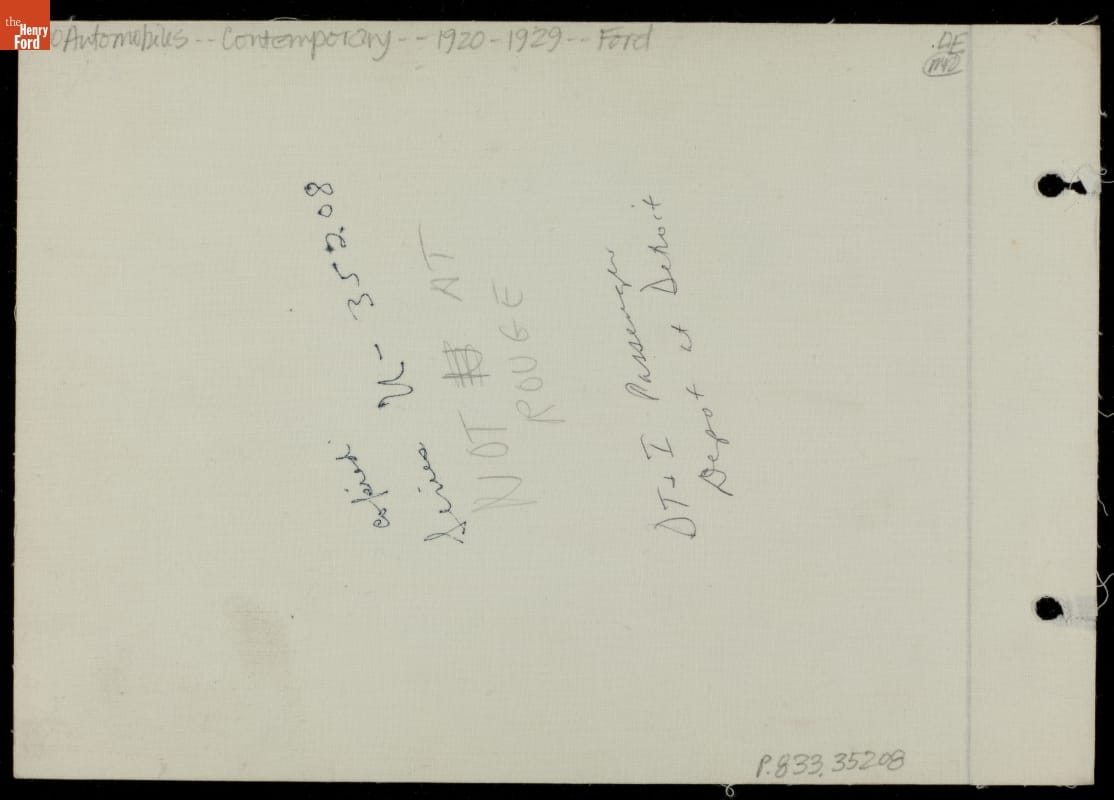 the Henry Ford
Automobiles -- Contemporary -- 1920-1929 -- Ford
.DE
copied
35208
NOT AT
ROUGE
DT & I Passenger
Depot at Detroit
P.833.35208